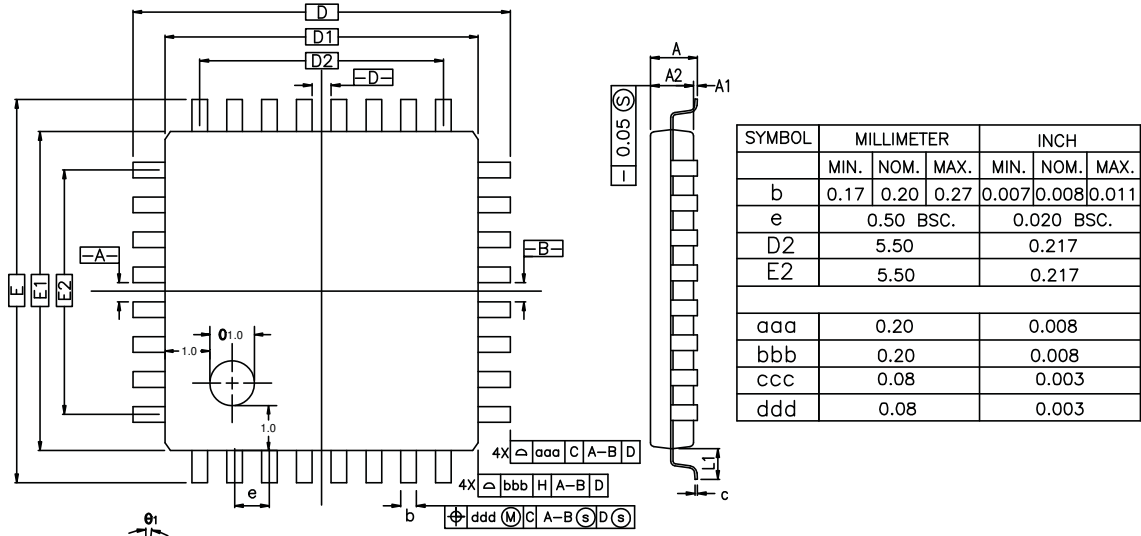 D
D1
D2
-D-
A
A2
A1
0.05 S
E
E1
E2
-A-
-B-
1.0
1.0
1.0
4X aaa C A-B D
4X bbb H A-B D
ddd M C A-B S D S
e
b
L1
c
θ1
SYMBOL MILLIMETER INCH
MIN. NOM. MAX. MIN. NOM. MAX.
b 0.17 0.20 0.27 0.007 0.008 0.011
e 0.50 BSC. 0.020 BSC.
D2 5.50 0.217
E2 5.50 0.217
aaa 0.20 0.008
bbb 0.20 0.008
ccc 0.08 0.003
ddd 0.08 0.003